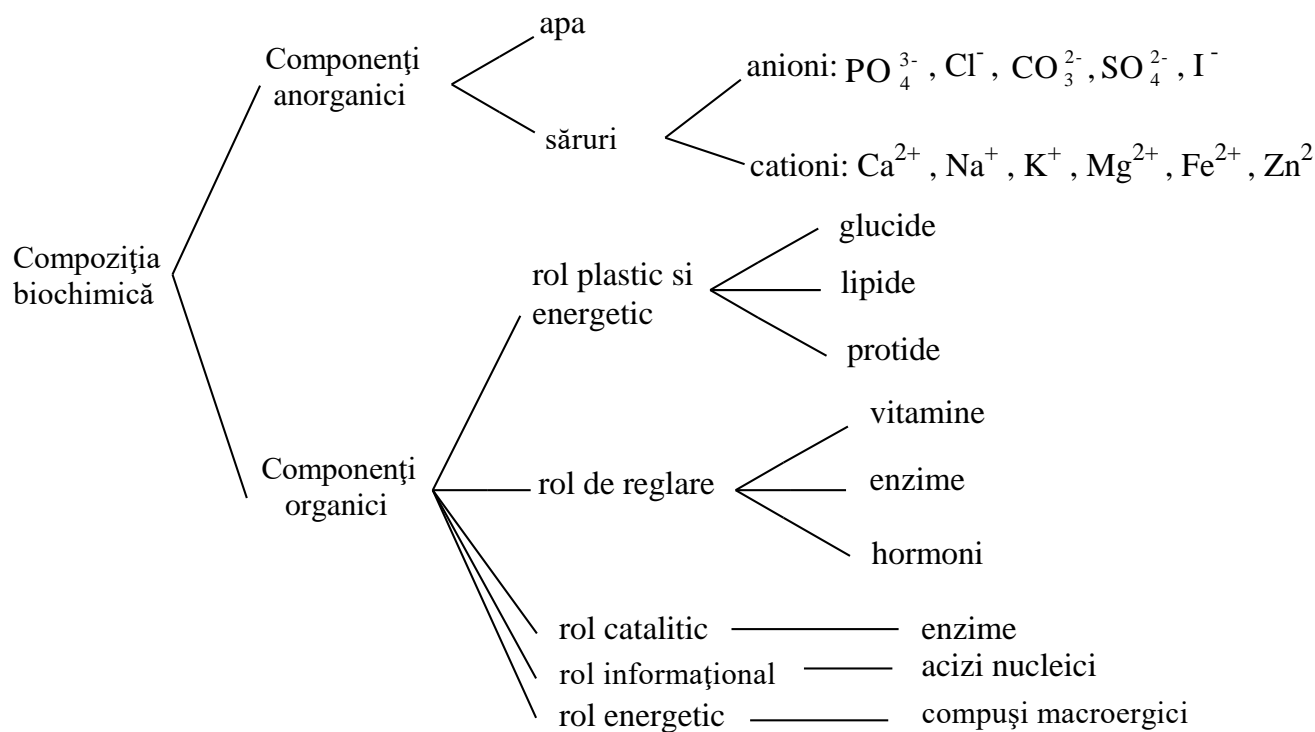 apa
Componenţi
anorganici
anioni: PO₄³⁻ , Cl⁻ , CO₃²⁻ , SO₄²⁻ , I⁻
săruri
cationi: Ca²⁺ , Na⁺ , K⁺ , Mg²⁺ , Fe²⁺ , Zn²
Compoziţia
biochimică
glucide
rol plastic si
energetic
lipide
protide
vitamine
Componenţi
organici
rol de reglare
enzime
hormoni
rol catalitic
enzime
rol informaţional
acizi nucleici
rol energetic
compuşi macroergici